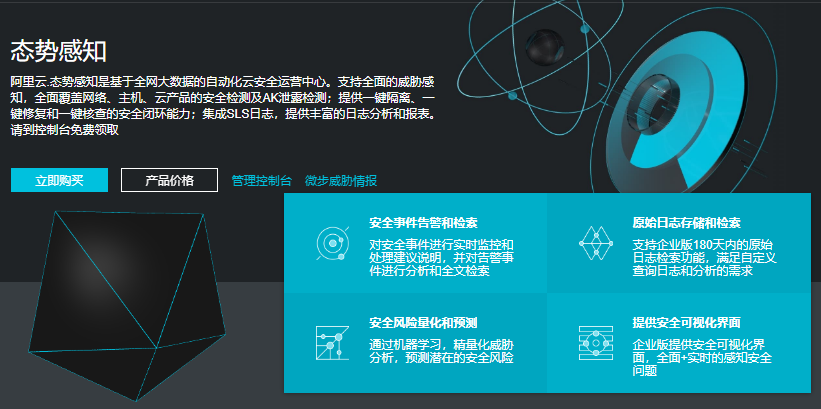 态势感知
阿里云.态势感知是基于全网大数据的自动化云安全运营中心。支持全面的威胁感
知，全面覆盖网络、主机、云产品的安全检测及AK泄露检测；提供一键隔离、一
键修复和一键核查的安全闭环能力；集成SLS日志，提供丰富的日志分析和报表。
请到控制台免费领取
立即购买 产品价格 管理控制台 微步威胁情报
安全事件告警和检索
对安全事件进行实时监控和
处理建议说明，并对告警事
件进行分析和全文检索
原始日志存储和检索
支持企业版180天内的原始
日志检索功能，满足自定义
查询日志和分析的需求
安全风险量化和预测
通过机器学习，精量化威胁
分析，预测潜在的安全风险
提供安全可视化界面
企业版提供安全可视化界
面，全面+实时的感知安全
问题